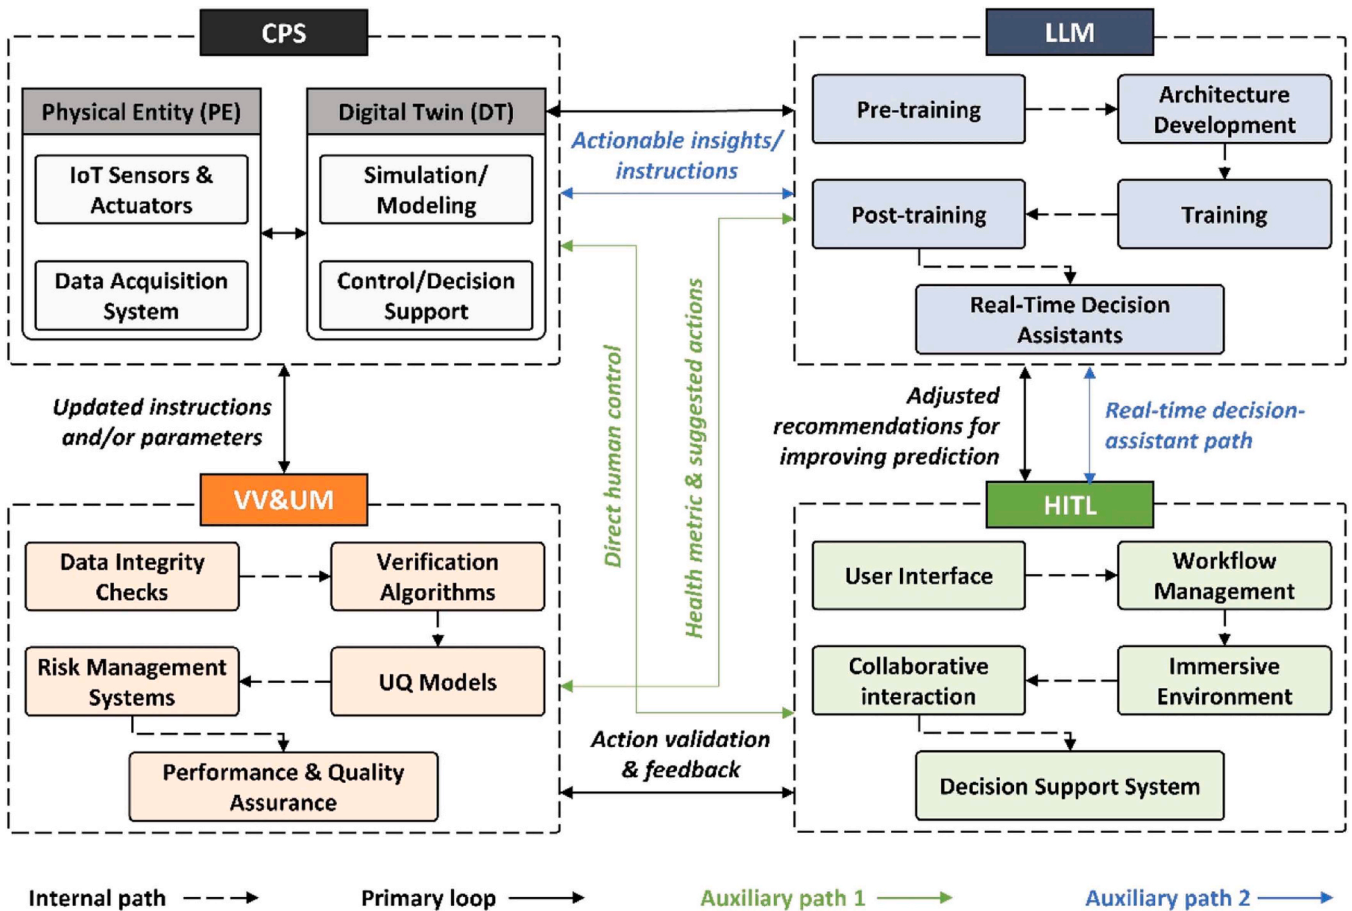 CPS
LLM
Physical Entity (PE)
IoT Sensors &
Actuators
Data Acquisition
System
Digital Twin (DT)
Simulation/
Modeling
Control/Decision
Support
Actionable insights/
instructions
Pre-training
Architecture
Development
Post-training
Training
Real-Time Decision
Assistants
Updated instructions
and/or parameters
Direct human control
Health metric & suggested actions
Adjusted
recommendations for
improving prediction
Real-time decision-
assistant path
VV&UM
Data Integrity
Checks
Verification
Algorithms
Risk Management
Systems
UQ Models
Performance & Quality
Assurance
Action validation
& feedback
HITL
User Interface
Workflow
Management
Collaborative
interaction
Immersive
Environment
Decision Support System
Internal path
Primary loop
Auxiliary path 1
Auxiliary path 2